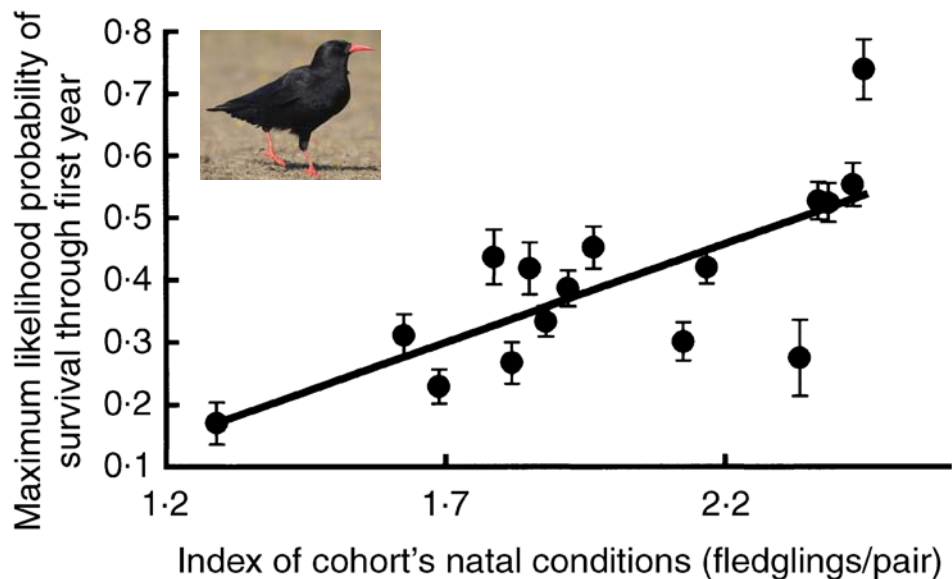 Maximum likelihood probability of
survival through first year
0·8
0·7
0·6
0·5
0·4
0·3
0·2
0·1
1·2 1·7 2·2
Index of cohort's natal conditions (fledglings/pair)